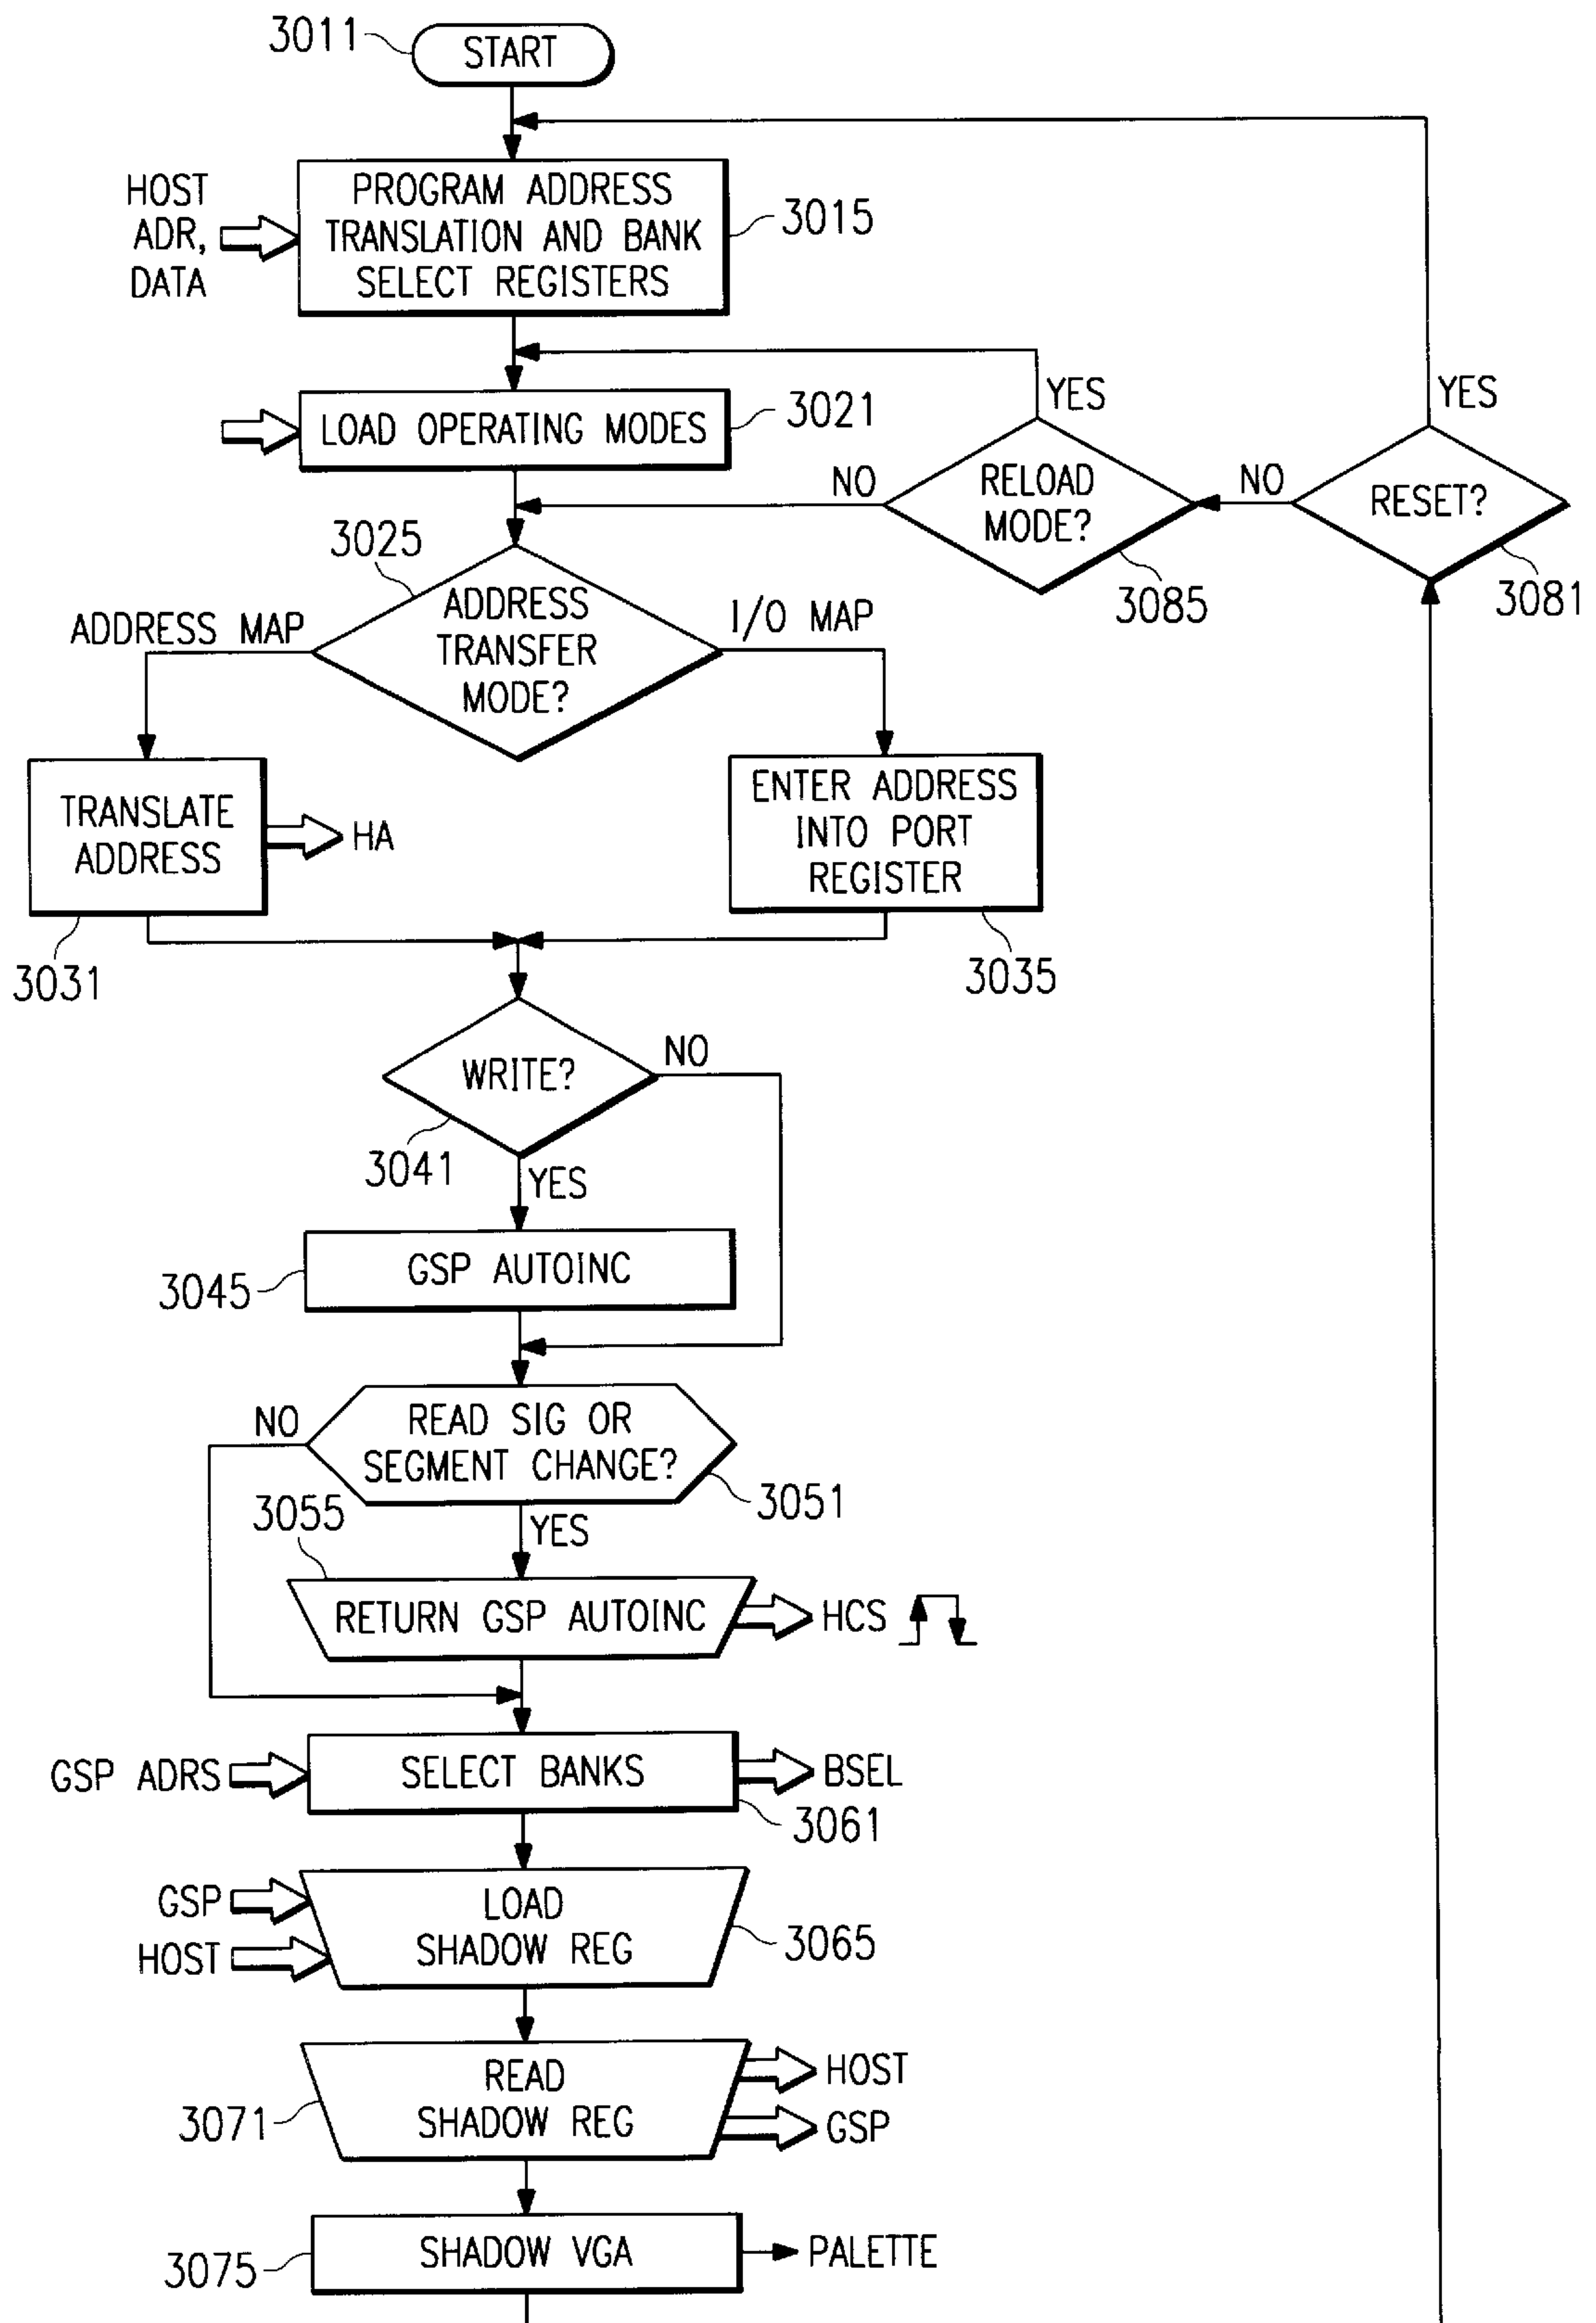 3011
START
HOST
ADR,
DATA
PROGRAM ADDRESS
TRANSLATION AND BANK
SELECT REGISTERS
3015
LOAD OPERATING MODES
3021
YES
YES
NO
RELOAD
MODE?
NO
RESET?
3085
3081
3025
ADDRESS
TRANSFER
MODE?
ADDRESS MAP
I/O MAP
TRANSLATE
ADDRESS
HA
ENTER ADDRESS
INTO PORT
REGISTER
3031
3035
WRITE?
NO
3041
YES
GSP AUTOINC
3045
NO
READ SIG OR
SEGMENT CHANGE?
3051
3055
YES
RETURN GSP AUTOINC
HCS
GSP ADRS
SELECT BANKS
BSEL
3061
GSP
HOST
LOAD
SHADOW REG
3065
READ
SHADOW REG
HOST
GSP
3071
SHADOW VGA
PALETTE
3075